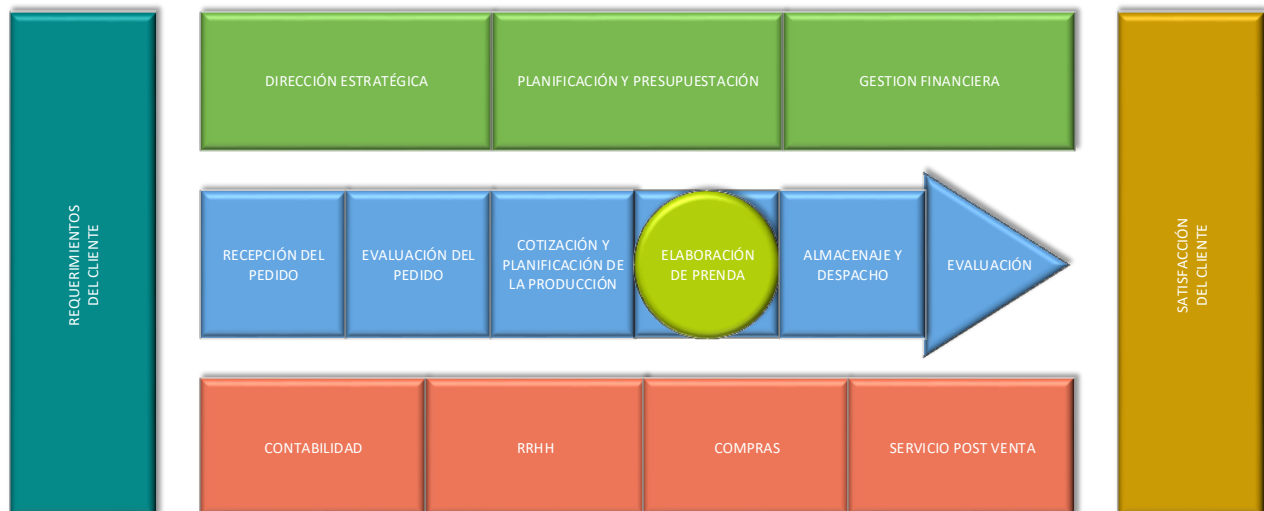 REQUERIMIENTOS
DEL CLIENTE
DIRECCIÓN ESTRATÉGICA
PLANIFICACIÓN Y PRESUPUESTACIÓN
GESTION FINANCIERA
RECEPCIÓN DEL
PEDIDO
EVALUACIÓN DEL
PEDIDO
COTIZACIÓN Y
PLANIFICACIÓN DE
LA PRODUCCIÓN
ELABORACIÓN
DE PRENDA
ALMACENAJE Y
DESPACHO
EVALUACIÓN
CONTABILIDAD
RRHH
COMPRAS
SERVICIO POST VENTA
SATISFACCIÓN
DEL CLIENTE